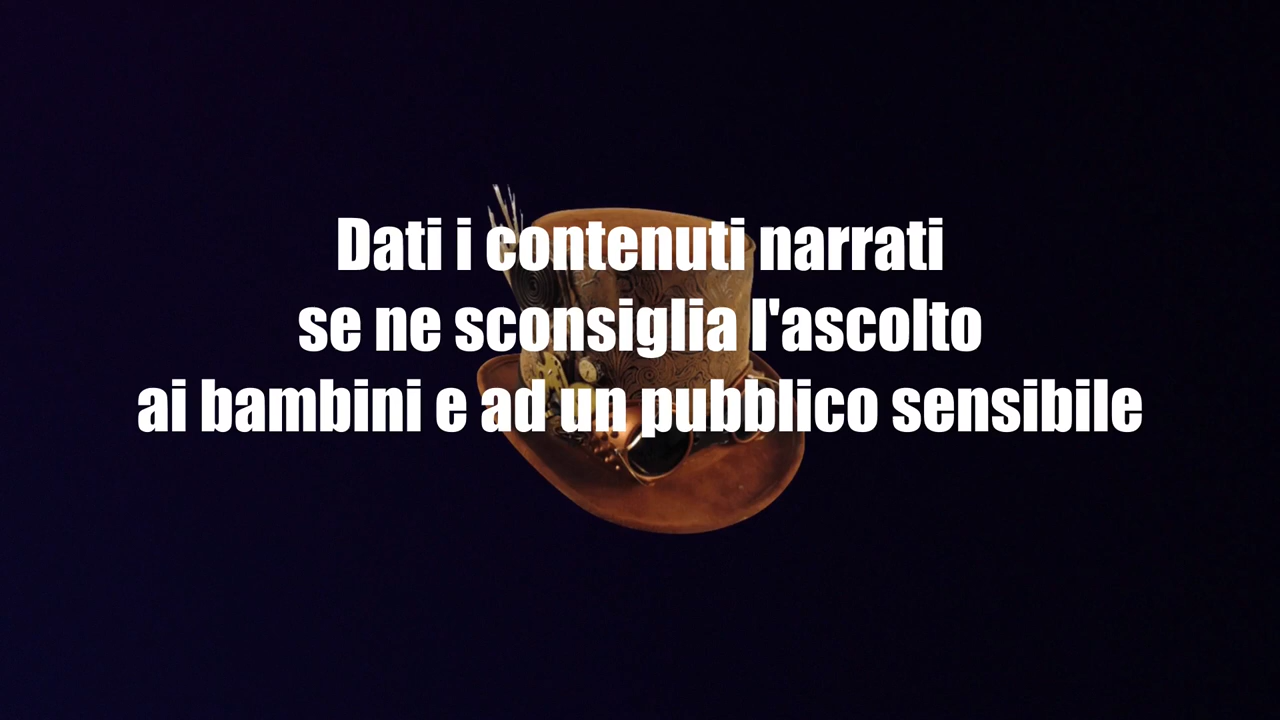 Dati i contenuti narrati
se ne sconsiglia l'ascolto
ai bambini e ad un pubblico sensibile